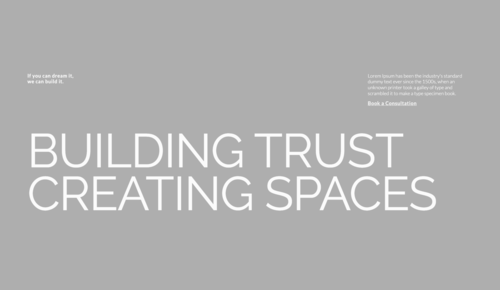 If you can dream it,
we can build it.
Lorem Ipsum has been the industry's standard
dummy text ever since the 1500s, when an
unknown printer took a galley of type and
scrambled it to make a type specimen book.
Book a Consultation
BUILDING TRUST
CREATING SPACES